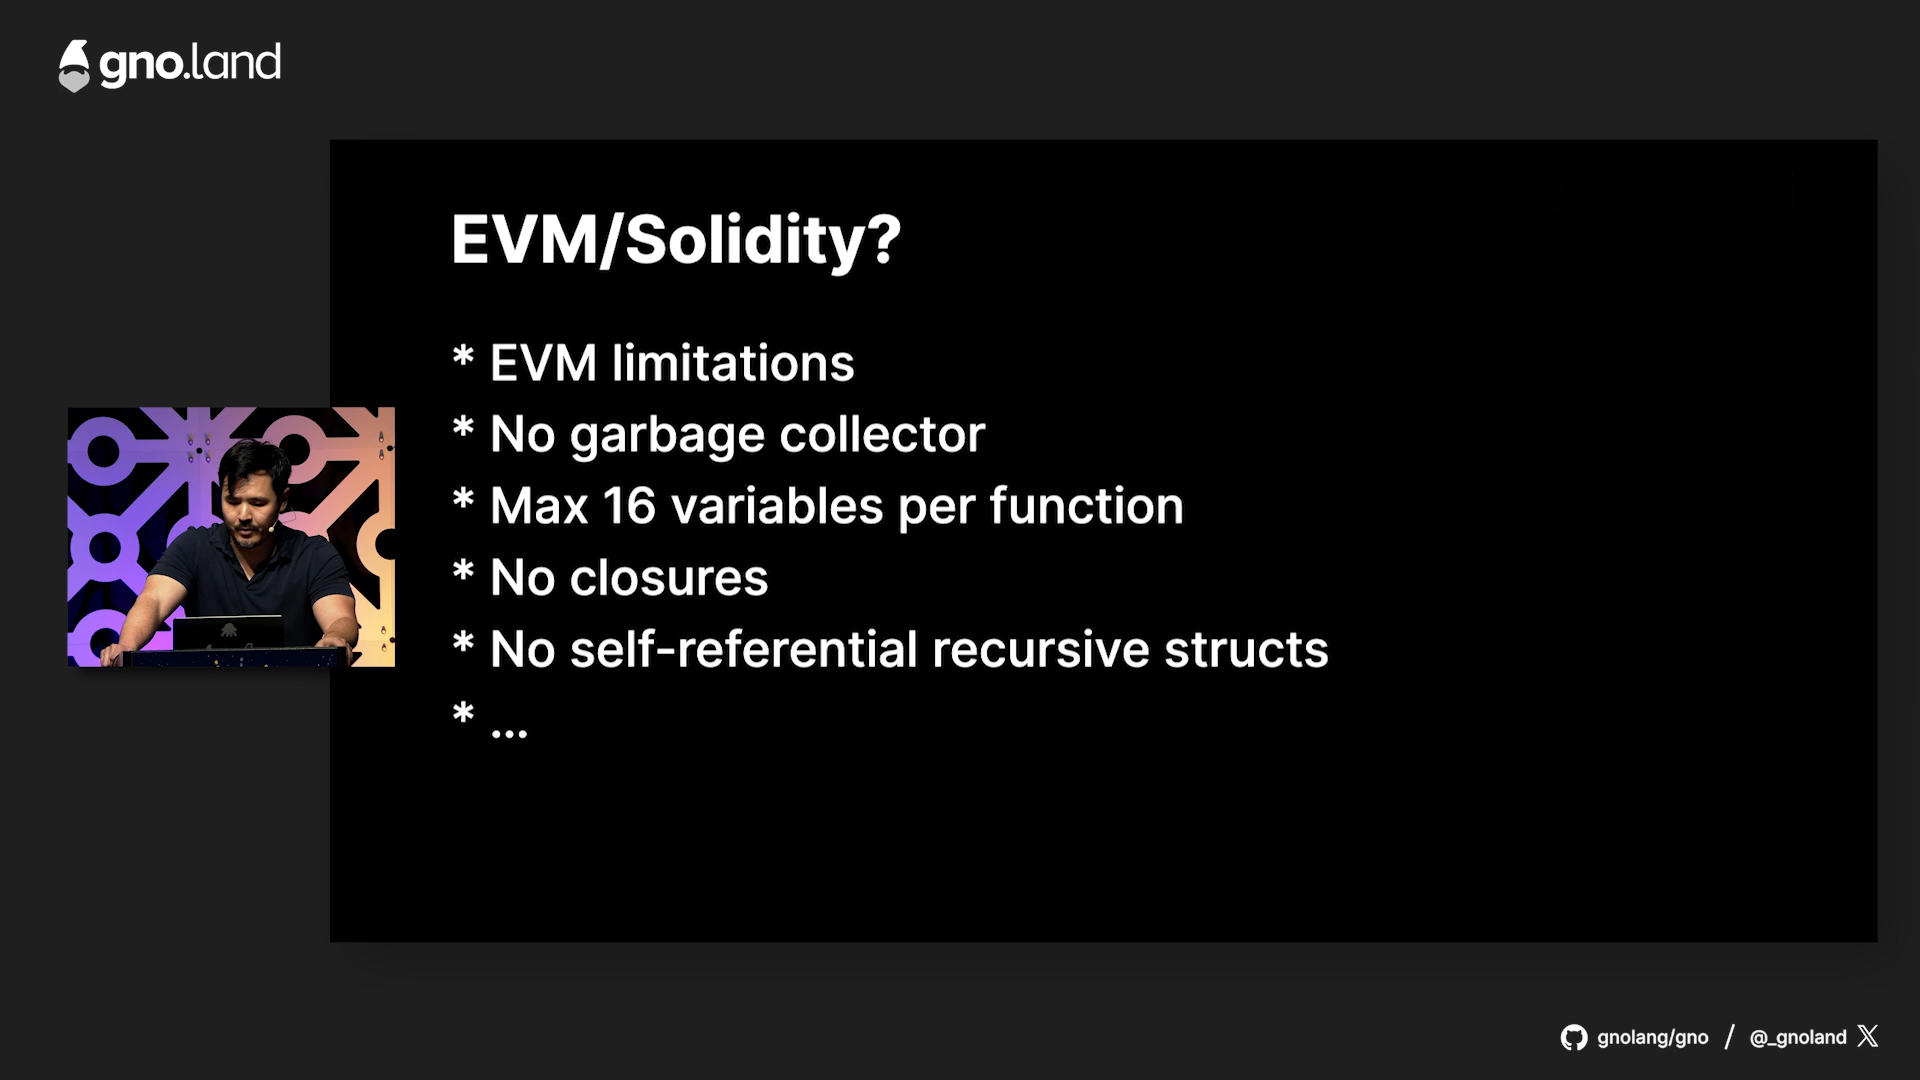 gno.land
EVM/Solidity?
* EVM limitations
* No garbage collector
* Max 16 variables per function
* No closures
* No self-referential recursive structs
* ...
gnolang/gno / @_gnoland X